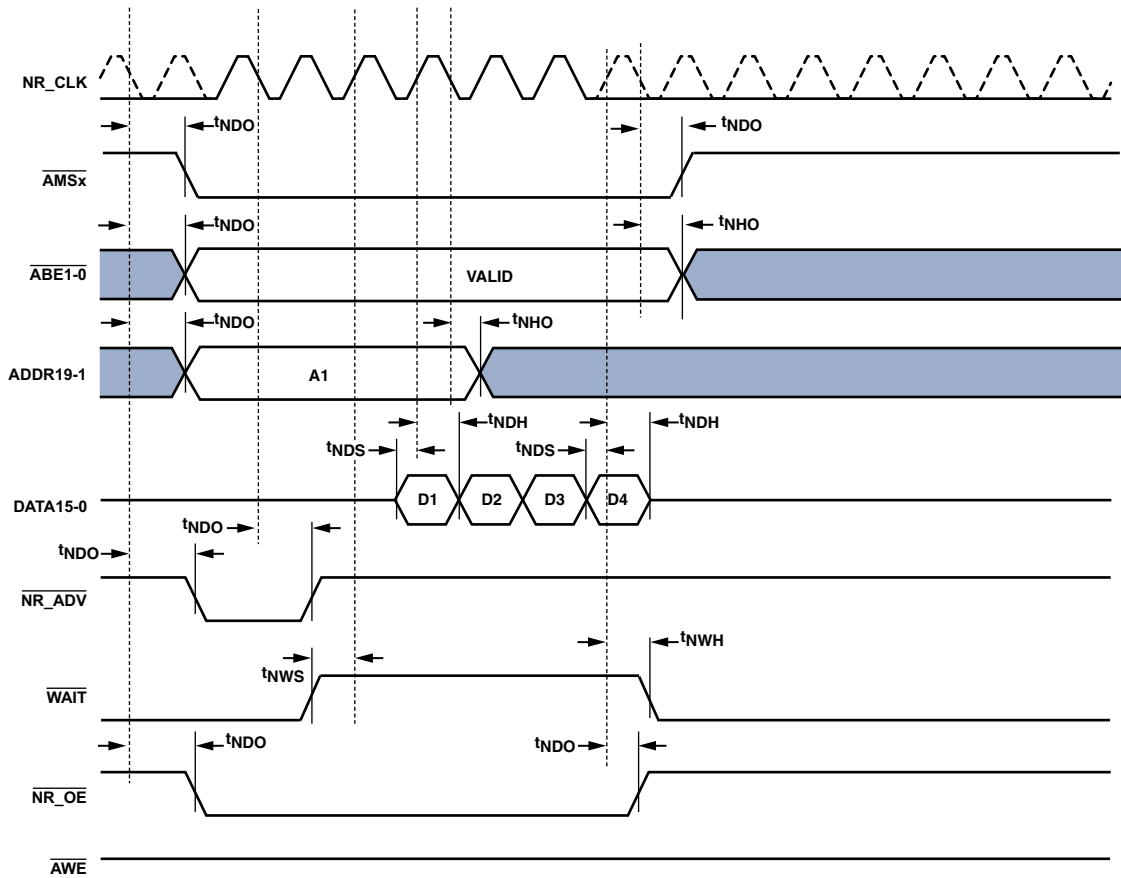 NR_CLK
tNDO tNDO
AMSx
tNDO tNHO
ABE1-0 VALID
tNDO tNHO
ADDR19-1 A1
tNDH tNDH
tNDS tNDS
DATA15-0 D1 D2 D3 D4
tNDO
tNDO
NR_ADV
tNWH
tNWS
WAIT
tNDO tNDO
NR_OE
AWE